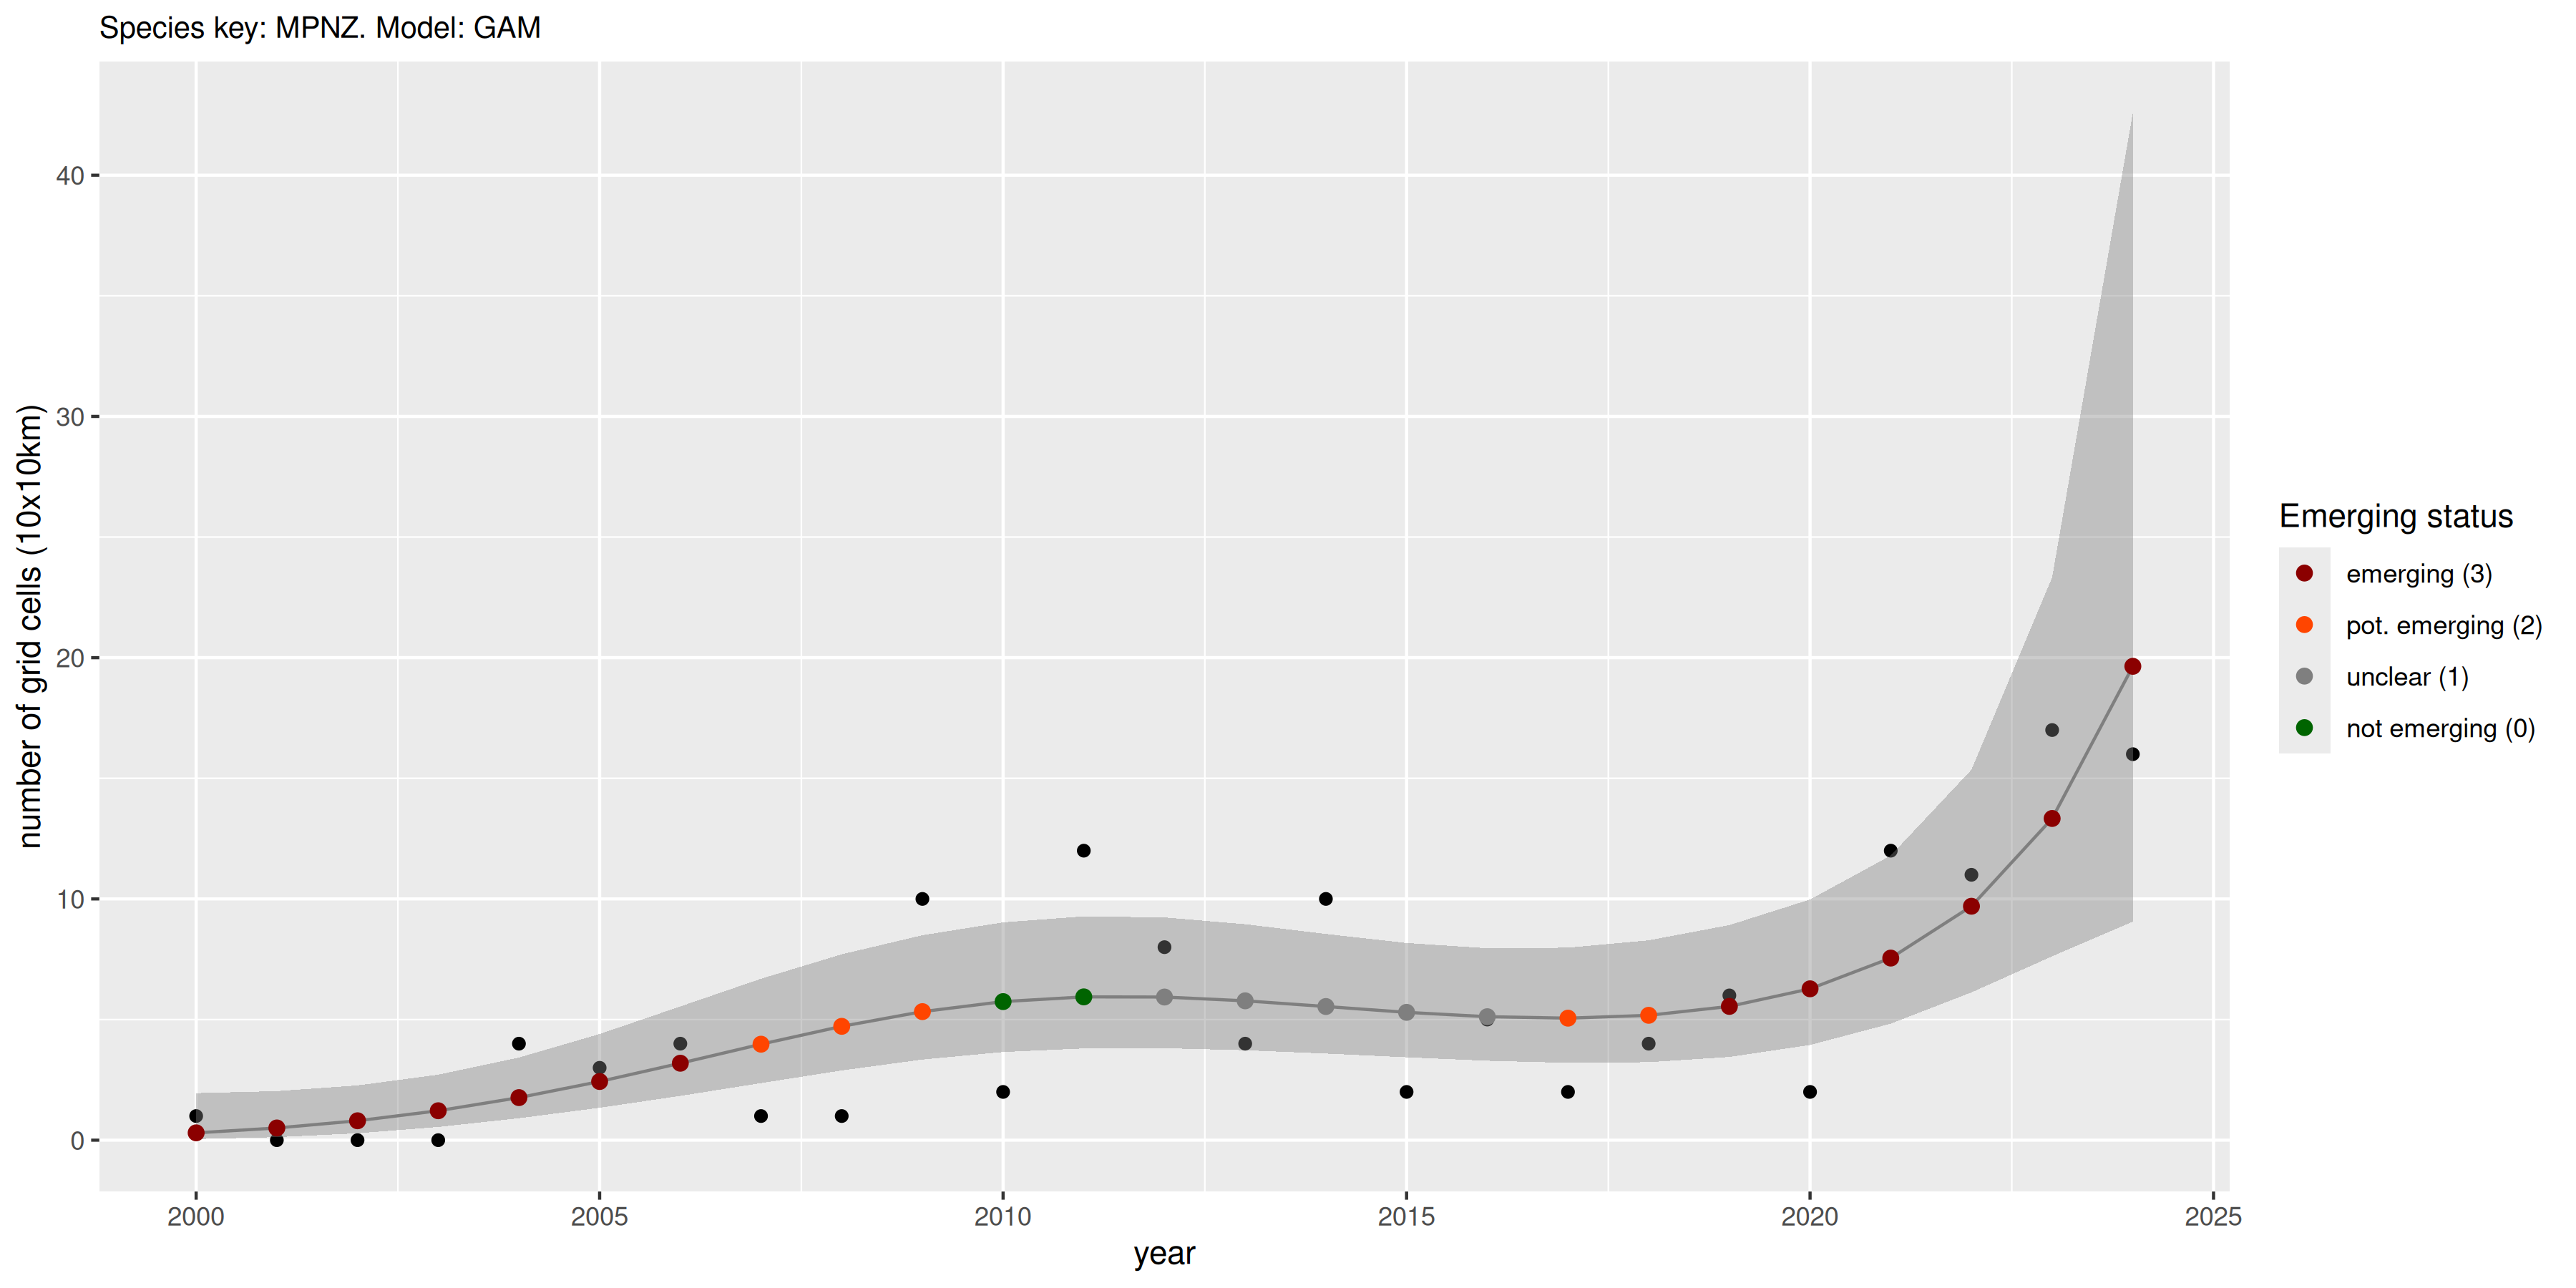 Species key: MPNZ. Model: GAM
number of grid cells (10x10km)
40
30
20
10
0
2000 2005 2010 2015 2020 2025
year
Emerging status
emerging (3)
pot. emerging (2)
unclear (1)
not emerging (0)